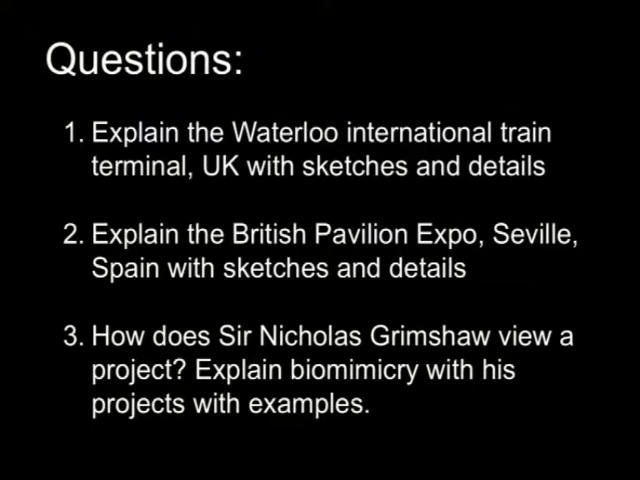 Questions:
1. Explain the Waterloo international train
terminal, UK with sketches and details
2. Explain the British Pavilion Expo, Seville,
Spain with sketches and details
3. How does Sir Nicholas Grimshaw view a
project? Explain biomimicry with his
projects with examples.